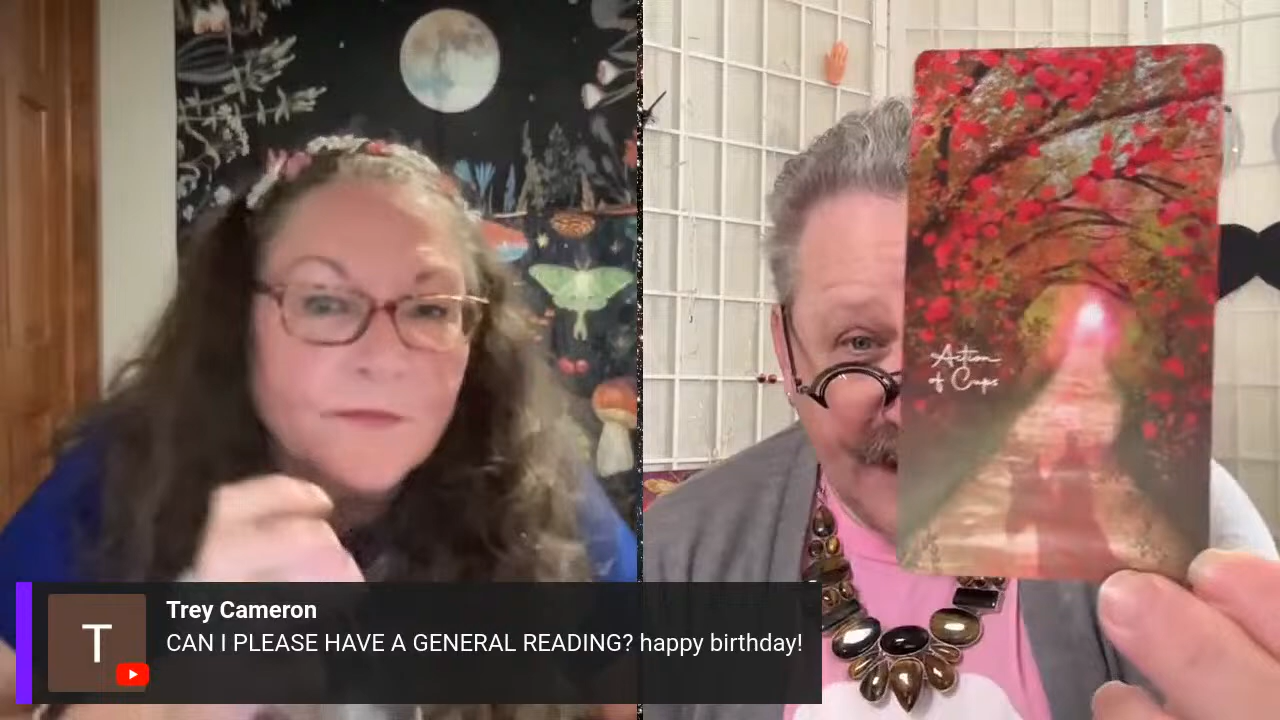 Action
of Cups
T
Trey Cameron
CAN I PLEASE HAVE A GENERAL READING? happy birthday!